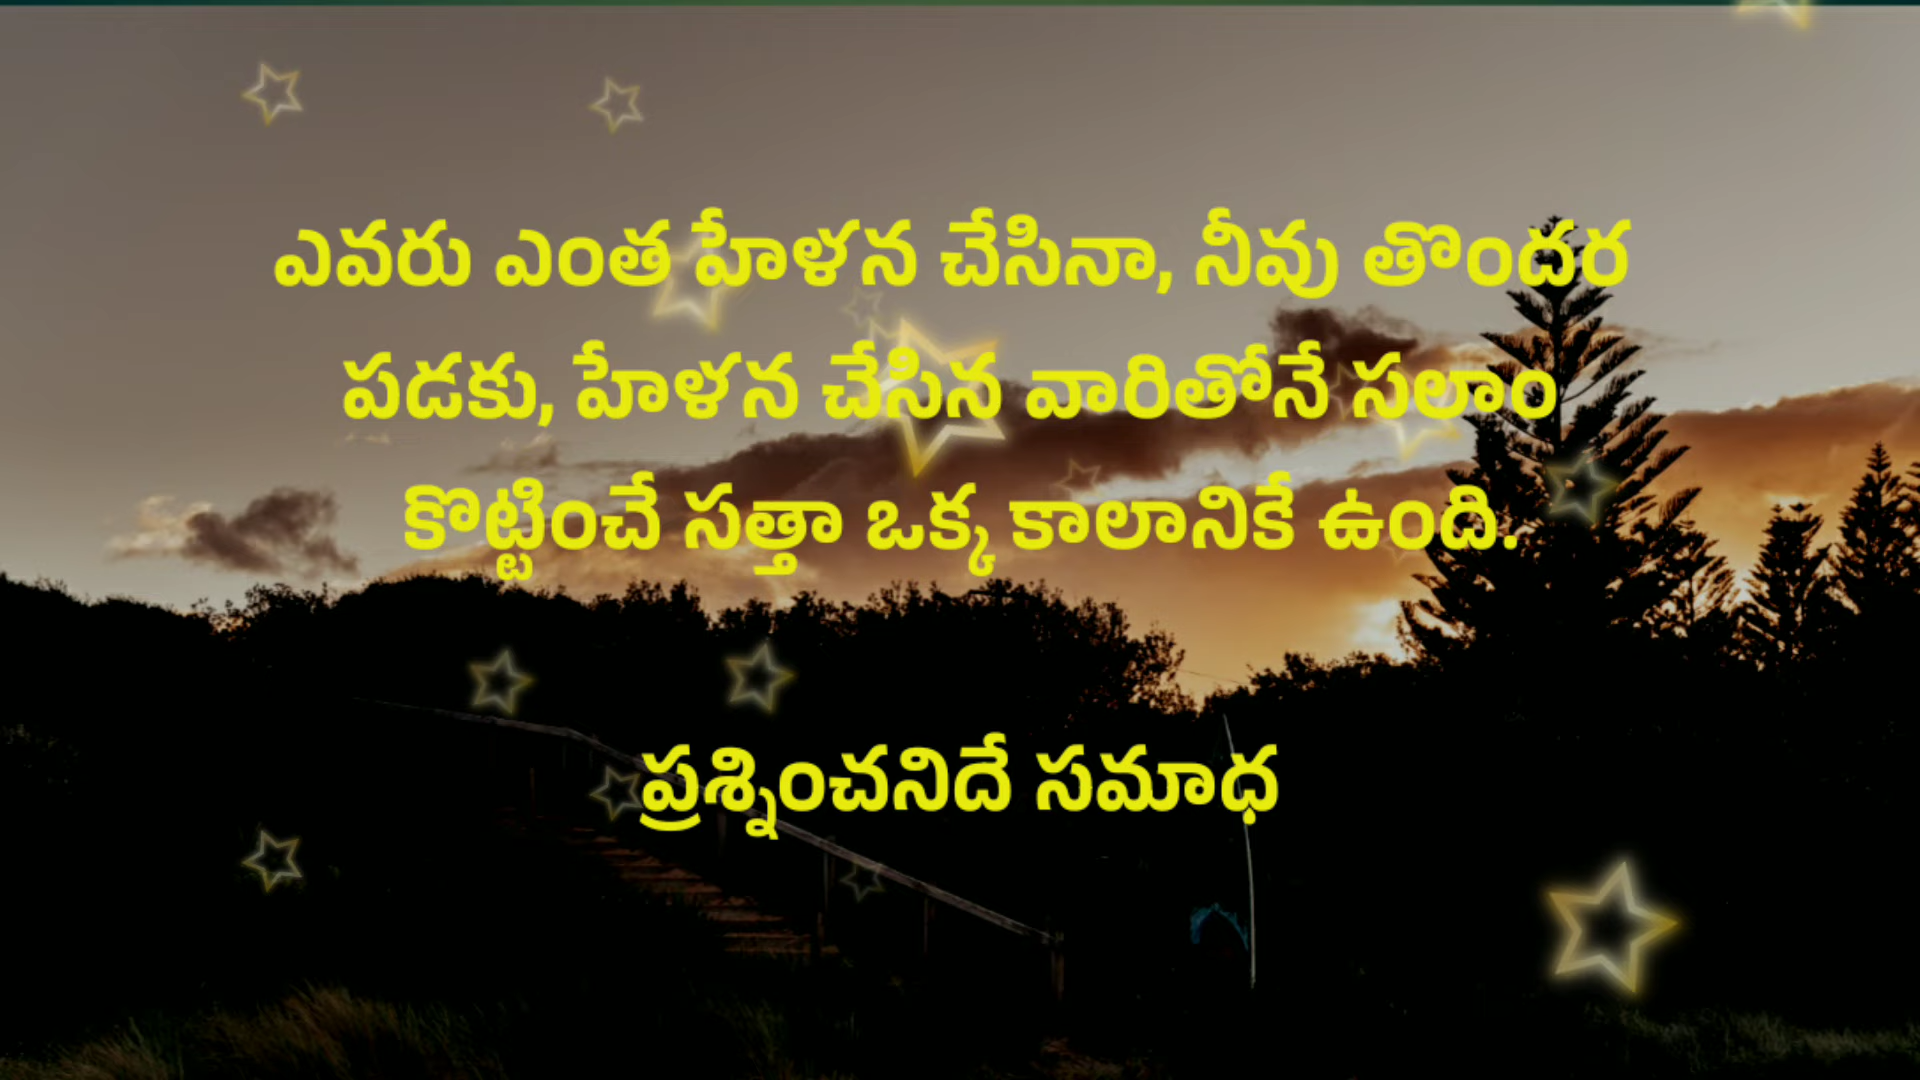 ఎవరు ఎంత హేళన చేసినా, నీవు తొందర
పడకు, హేళన చేసిన వారితోనే సలాం
కొట్టించే సత్తా ఒక్క కాలానికే ఉంది.
ప్రశ్నించనిదే సమాధ